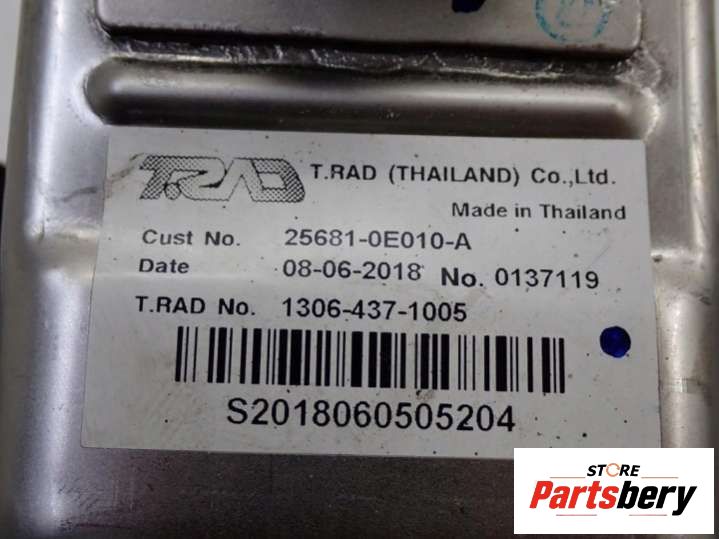 T.RAD T.RAD (THAILAND) Co.,Ltd.
Made in Thailand
Cust No. 25681-0E010-A
Date 08-06-2018 No. 0137119
T.RAD No. 1306-437-1005
S2018060505204
STORE
Partsbery